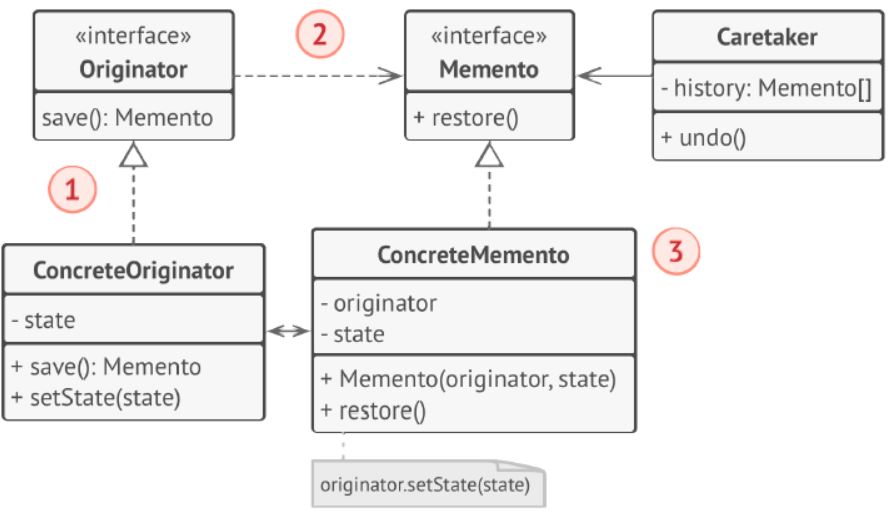 «interface»
Originator
save(): Memento
2
«interface»
Memento
+ restore()
Caretaker
- history: Memento[]
+ undo()
1
ConcreteOriginator
- state
+ save(): Memento
+ setState(state)
ConcreteMemento
- originator
- state
+ Memento(originator, state)
+ restore()
3
originator.setState(state)